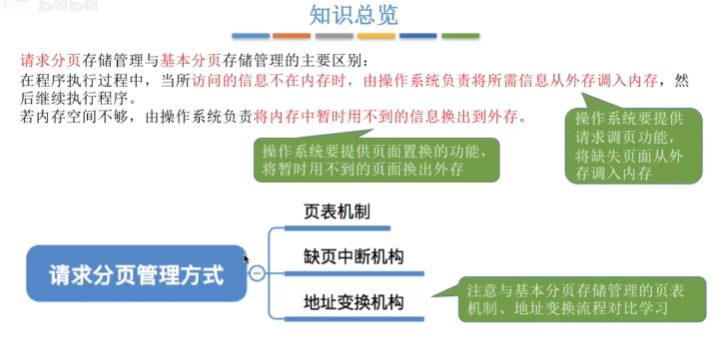 知识总览
请求分页存储管理与基本分页存储管理的主要区别：
在程序执行过程中，当所访问的信息不在内存时，由操作系统负责将所需信息从外存调入内存，然
后继续执行程序。
若内存空间不够，由操作系统负责将内存中暂时用不到的信息换出到外存。
操作系统要提供
请求调页功能，
将缺失页面从外
存调入内存
操作系统要提供页面置换的功能，
将暂时用不到的页面换出外存
请求分页管理方式
页表机制
缺页中断机构
地址变换机构
注意与基本分页存储管理的页表
机制、地址变换流程对比学习